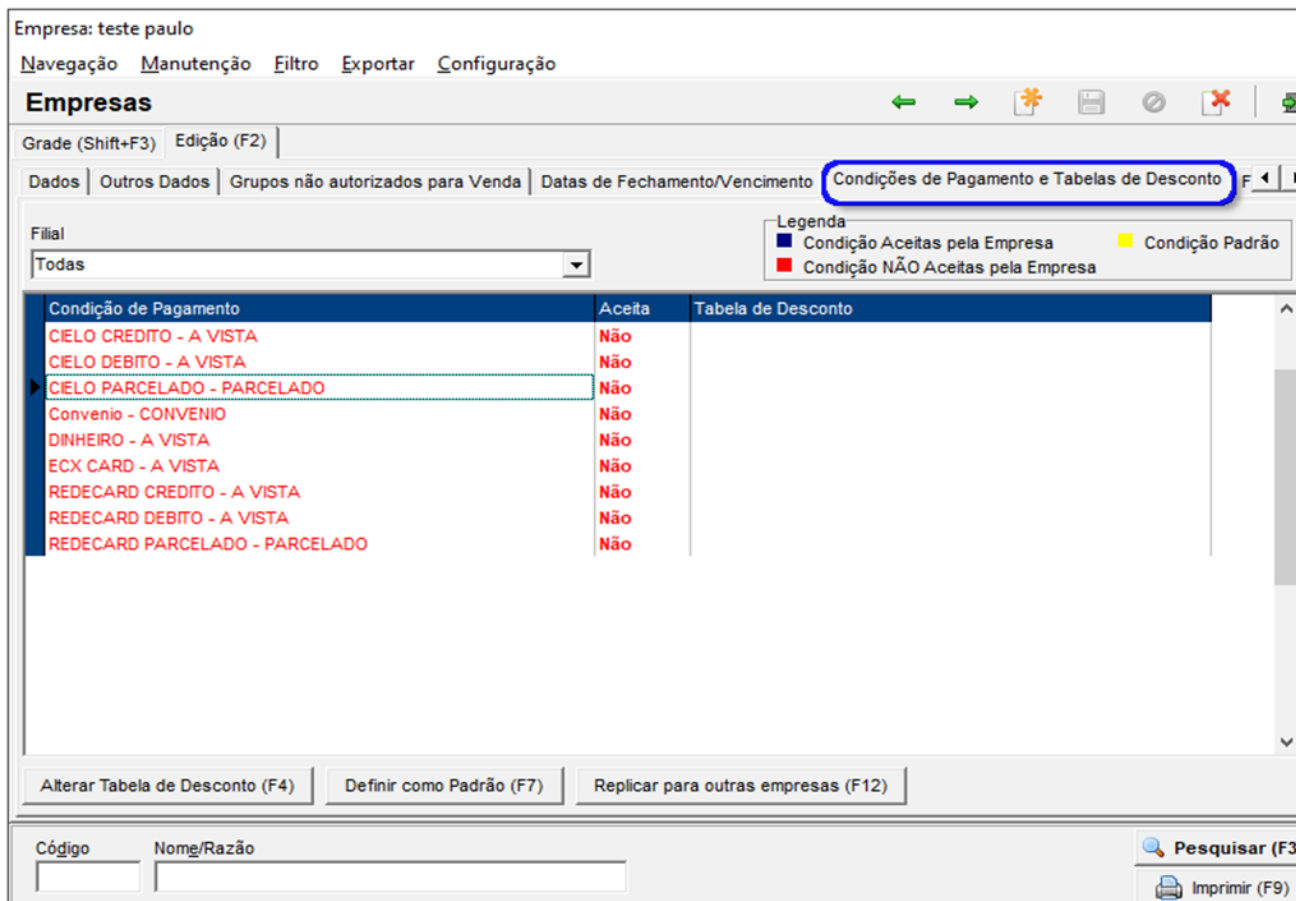 Empresa: teste paulo
Navegação Manutenção Filtro Exportar Configuração
Empresas
Grade (Shift+F3) Edição (F2)
Dados Outros Dados Grupos não autorizados para Venda Datas de Fechamento/Vencimento Condições de Pagamento e Tabelas de Desconto F
Filial
Todas
Legenda
Condição Aceitas pela Empresa Condição Padrão
Condição NÃO Aceitas pela Empresa
Condição de Pagamento Aceita Tabela de Desconto
CIELO CREDITO - A VISTA Não
CIELO DEBITO - A VISTA Não
CIELO PARCELADO - PARCELADO Não
Convenio - CONVENIO Não
DINHEIRO - A VISTA Não
ECX CARD - A VISTA Não
REDECARD CREDITO - A VISTA Não
REDECARD DEBITO - A VISTA Não
REDECARD PARCELADO - PARCELADO Não
Alterar Tabela de Desconto (F4) Definir como Padrão (F7) Replicar para outras empresas (F12)
Código Nome/Razão
Pesquisar (F3
Imprimir (F9)